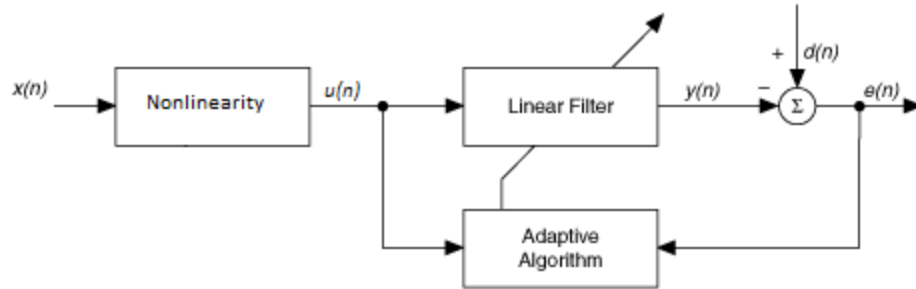 x(n)
Nonlinearity
u(n)
Linear Filter
y(n)
−
+
d(n)
Σ
e(n)
Adaptive
Algorithm